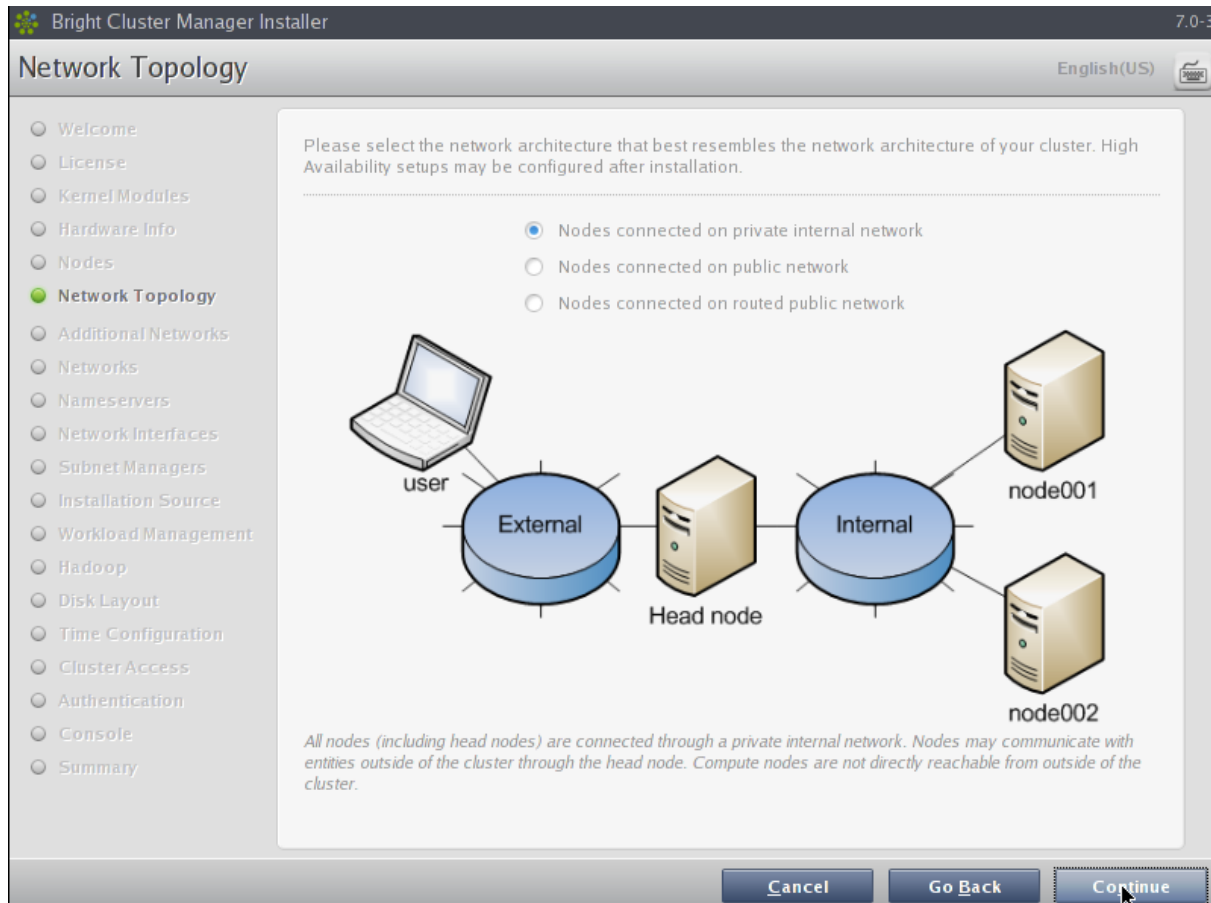 Bright Cluster Manager Installer
7.0-3
Network Topology
English(US)
Welcome
License
Kernel Modules
Hardware Info
Nodes
Network Topology
Additional Networks
Networks
Nameservers
Network Interfaces
Subnet Managers
Installation Source
Workload Management
Hadoop
Disk Layout
Time Configuration
Cluster Access
Authentication
Console
Summary
Please select the network architecture that best resembles the network architecture of your cluster. High
Availability setups may be configured after installation.
Nodes connected on private internal network
Nodes connected on public network
Nodes connected on routed public network
user
External
Head node
Internal
node001
node002
All nodes (including head nodes) are connected through a private internal network. Nodes may communicate with
entities outside of the cluster through the head node. Compute nodes are not directly reachable from outside of the
cluster.
Cancel
Go Back
Continue